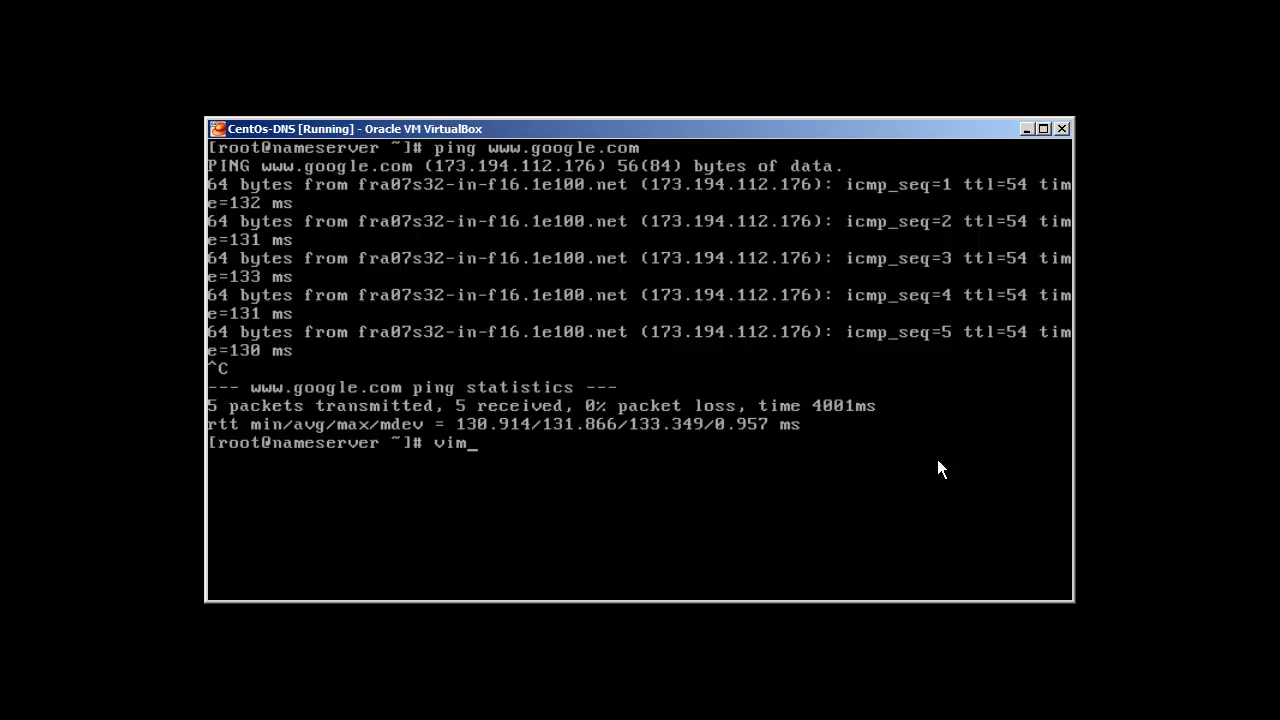 CentOs-DNS [Running] - Oracle VM VirtualBox
[root@nameserver ~]# ping www.google.com
PING www.google.com (173.194.112.176) 56(84) bytes of data.
64 bytes from fra07s32-in-f16.1e100.net (173.194.112.176): icmp_seq=1 ttl=54 tim
e=132 ms
64 bytes from fra07s32-in-f16.1e100.net (173.194.112.176): icmp_seq=2 ttl=54 tim
e=131 ms
64 bytes from fra07s32-in-f16.1e100.net (173.194.112.176): icmp_seq=3 ttl=54 tim
e=133 ms
64 bytes from fra07s32-in-f16.1e100.net (173.194.112.176): icmp_seq=4 ttl=54 tim
e=131 ms
64 bytes from fra07s32-in-f16.1e100.net (173.194.112.176): icmp_seq=5 ttl=54 tim
e=130 ms
^C
--- www.google.com ping statistics ---
5 packets transmitted, 5 received, 0% packet loss, time 4001ms
rtt min/avg/max/mdev = 130.914/131.866/133.349/0.957 ms
[root@nameserver ~]# vim_